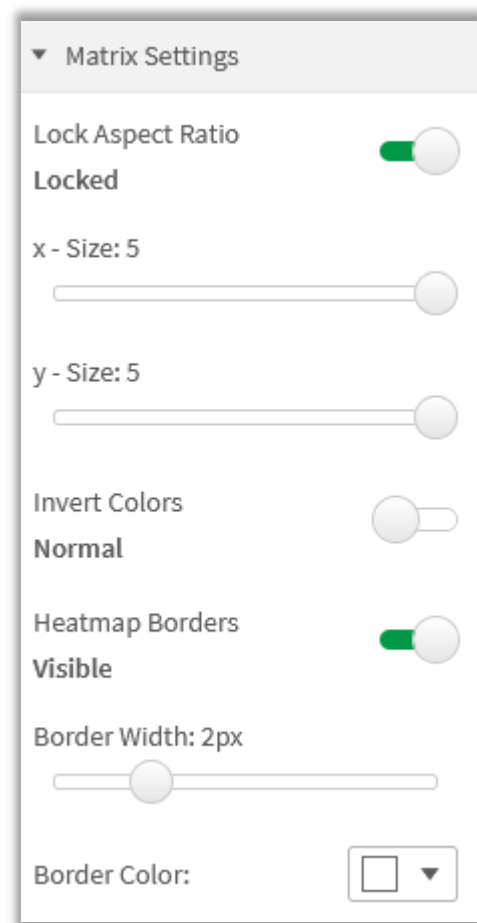 Matrix Settings
Lock Aspect Ratio
Locked
x - Size: 5
y - Size: 5
Invert Colors
Normal
Heatmap Borders
Visible
Border Width: 2px
Border Color: